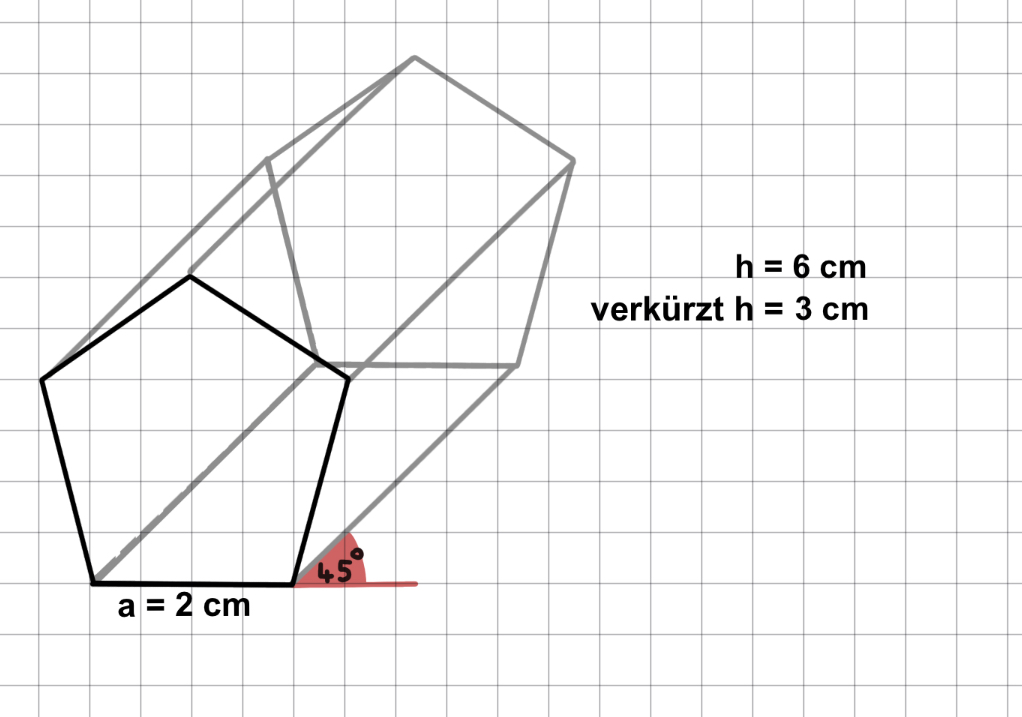 h = 6 cm
verkürzt h = 3 cm
45°
a = 2 cm